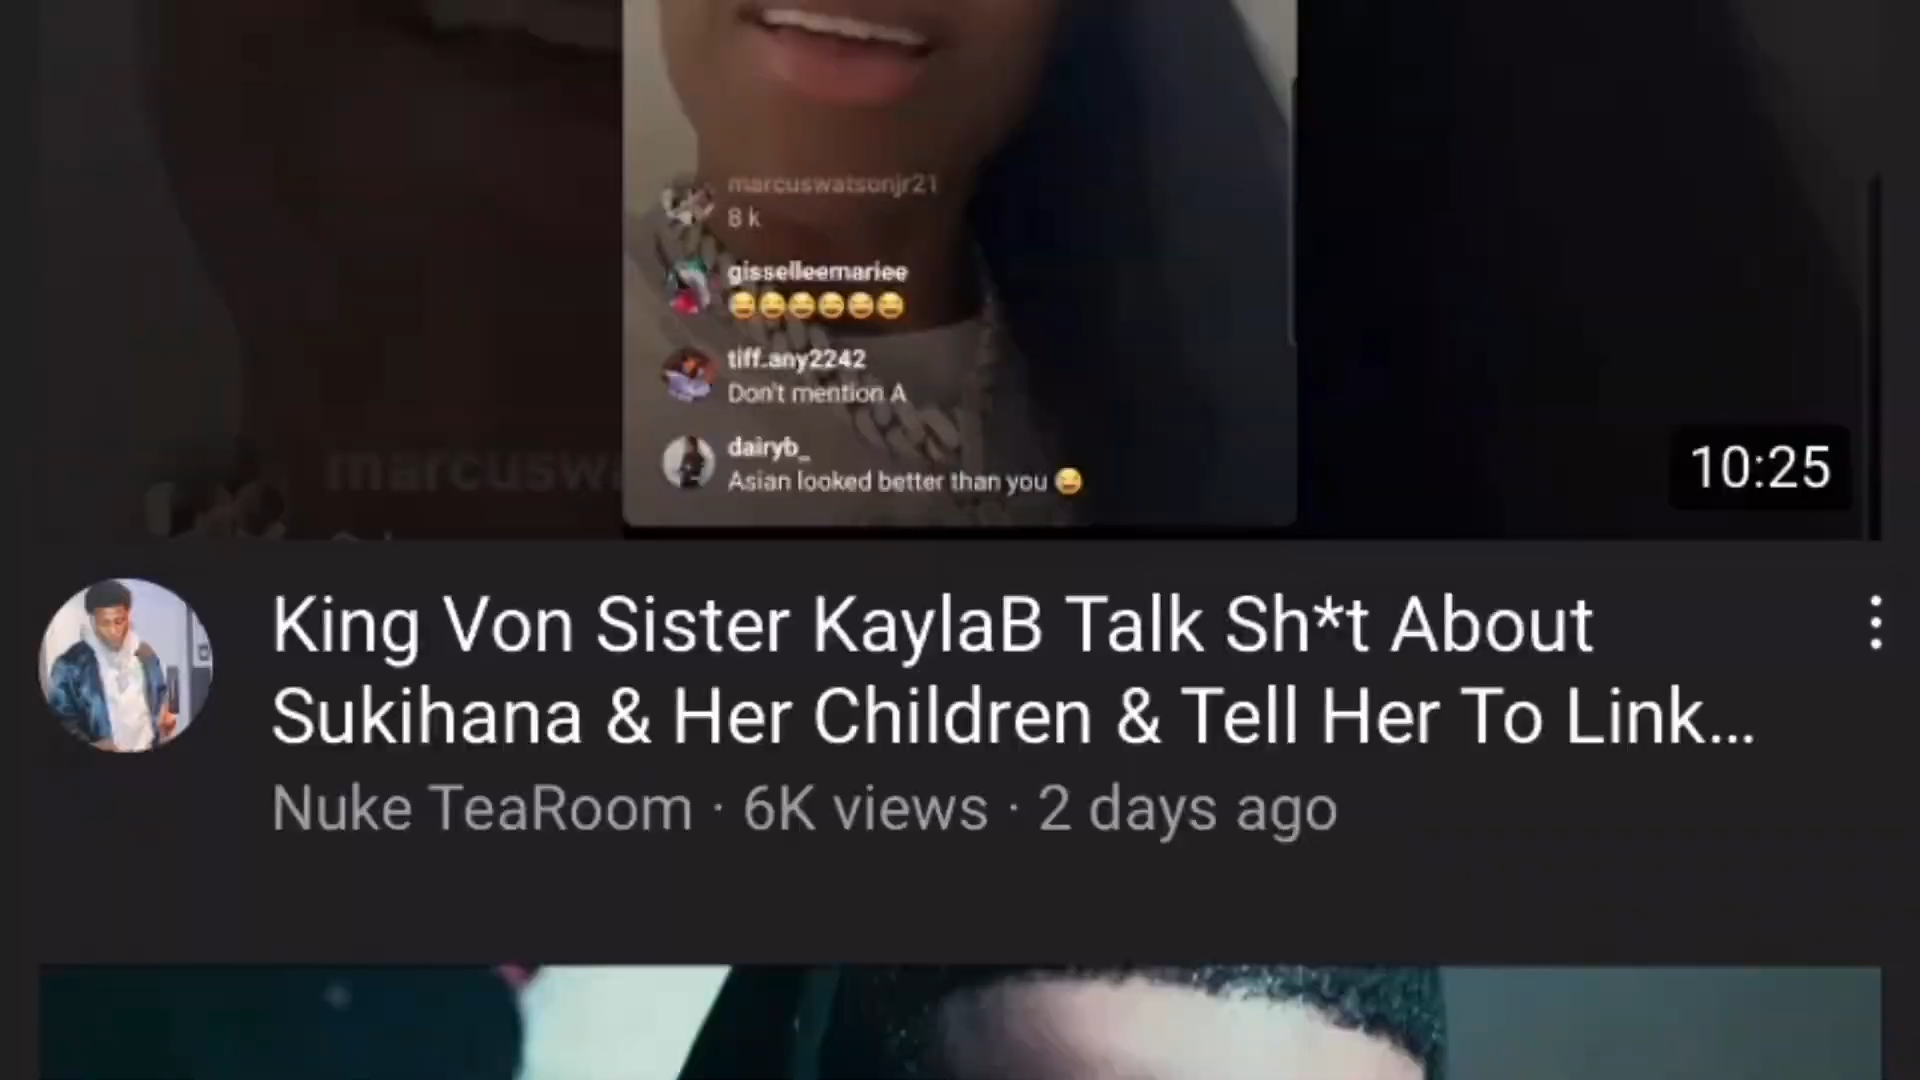 marcuswatsonjr21
8 k
gisselleemariee
😆😆😆😆😆😆
tiff.any2242
Don't mention A
dairyb_
Asian looked better than you 😆
marcuswa
10:25
King Von Sister KaylaB Talk Sh*t About
Sukihana & Her Children & Tell Her To Link...
Nuke TeaRoom · 6K views · 2 days ago